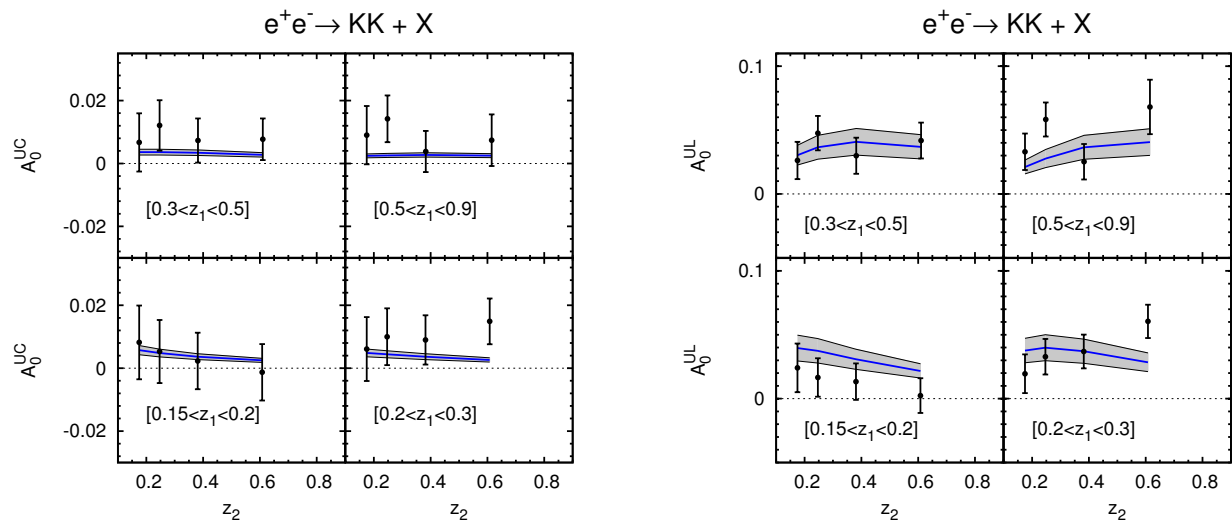 e⁺e⁻→ KK + X
0.02
0
-0.02
A₀ᵁᶜ
[0.3<z₁<0.5]
[0.5<z₁<0.9]
0.02
0
-0.02
A₀ᵁᶜ
[0.15<z₁<0.2]
[0.2<z₁<0.3]
0.2 0.4 0.6 0.8
0.2 0.4 0.6 0.8
z₂
z₂
e⁺e⁻→ KK + X
0.1
0
A₀ᵁᴸ
[0.3<z₁<0.5]
[0.5<z₁<0.9]
0.1
0
A₀ᵁᴸ
[0.15<z₁<0.2]
[0.2<z₁<0.3]
0.2 0.4 0.6 0.8
0.2 0.4 0.6 0.8
z₂
z₂